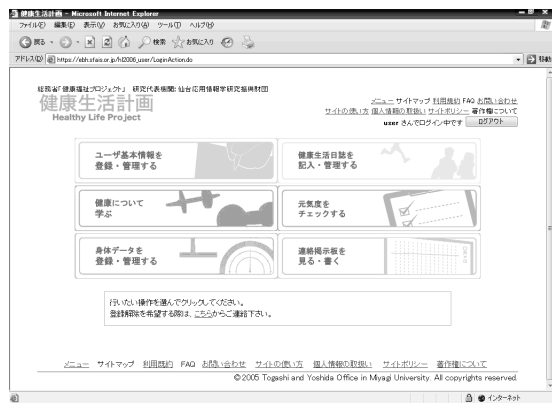 健康生活計画 - Microsoft Internet Explorer
ファイル(F) 編集(E) 表示(V) お気に入り(A) ツール(T) ヘルプ(H)
戻る 検索 お気に入り
アドレス(D) https://ebh.sfais.or.jp/hl2006_user/LoginAction.do 移動
総務省「健康福祉プロジェクト」 研究代表機関: 仙台応用情報学研究振興財団
健康生活計画
Healthy Life Project
メニュー サイトマップ 利用規約 FAQ お問い合わせ
サイトの使い方 個人情報の取扱い サイトポリシー 著作権について
user さんでログイン中です ログアウト
ユーザ基本情報を
登録・管理する
健康生活日誌を
記入・管理する
健康について
学ぶ
元気度を
チェックする
身体データを
登録・管理する
連絡掲示板を
見る・書く
行いたい操作を選んでクリックしてください。
登録解除を希望する際は、こちらからご連絡下さい。
メニュー サイトマップ 利用規約 FAQ お問い合わせ サイトの使い方 個人情報の取扱い サイトポリシー 著作権について
©2005 Togashi and Yoshida Office in Miyagi University. All copyrights reserved.
インターネット